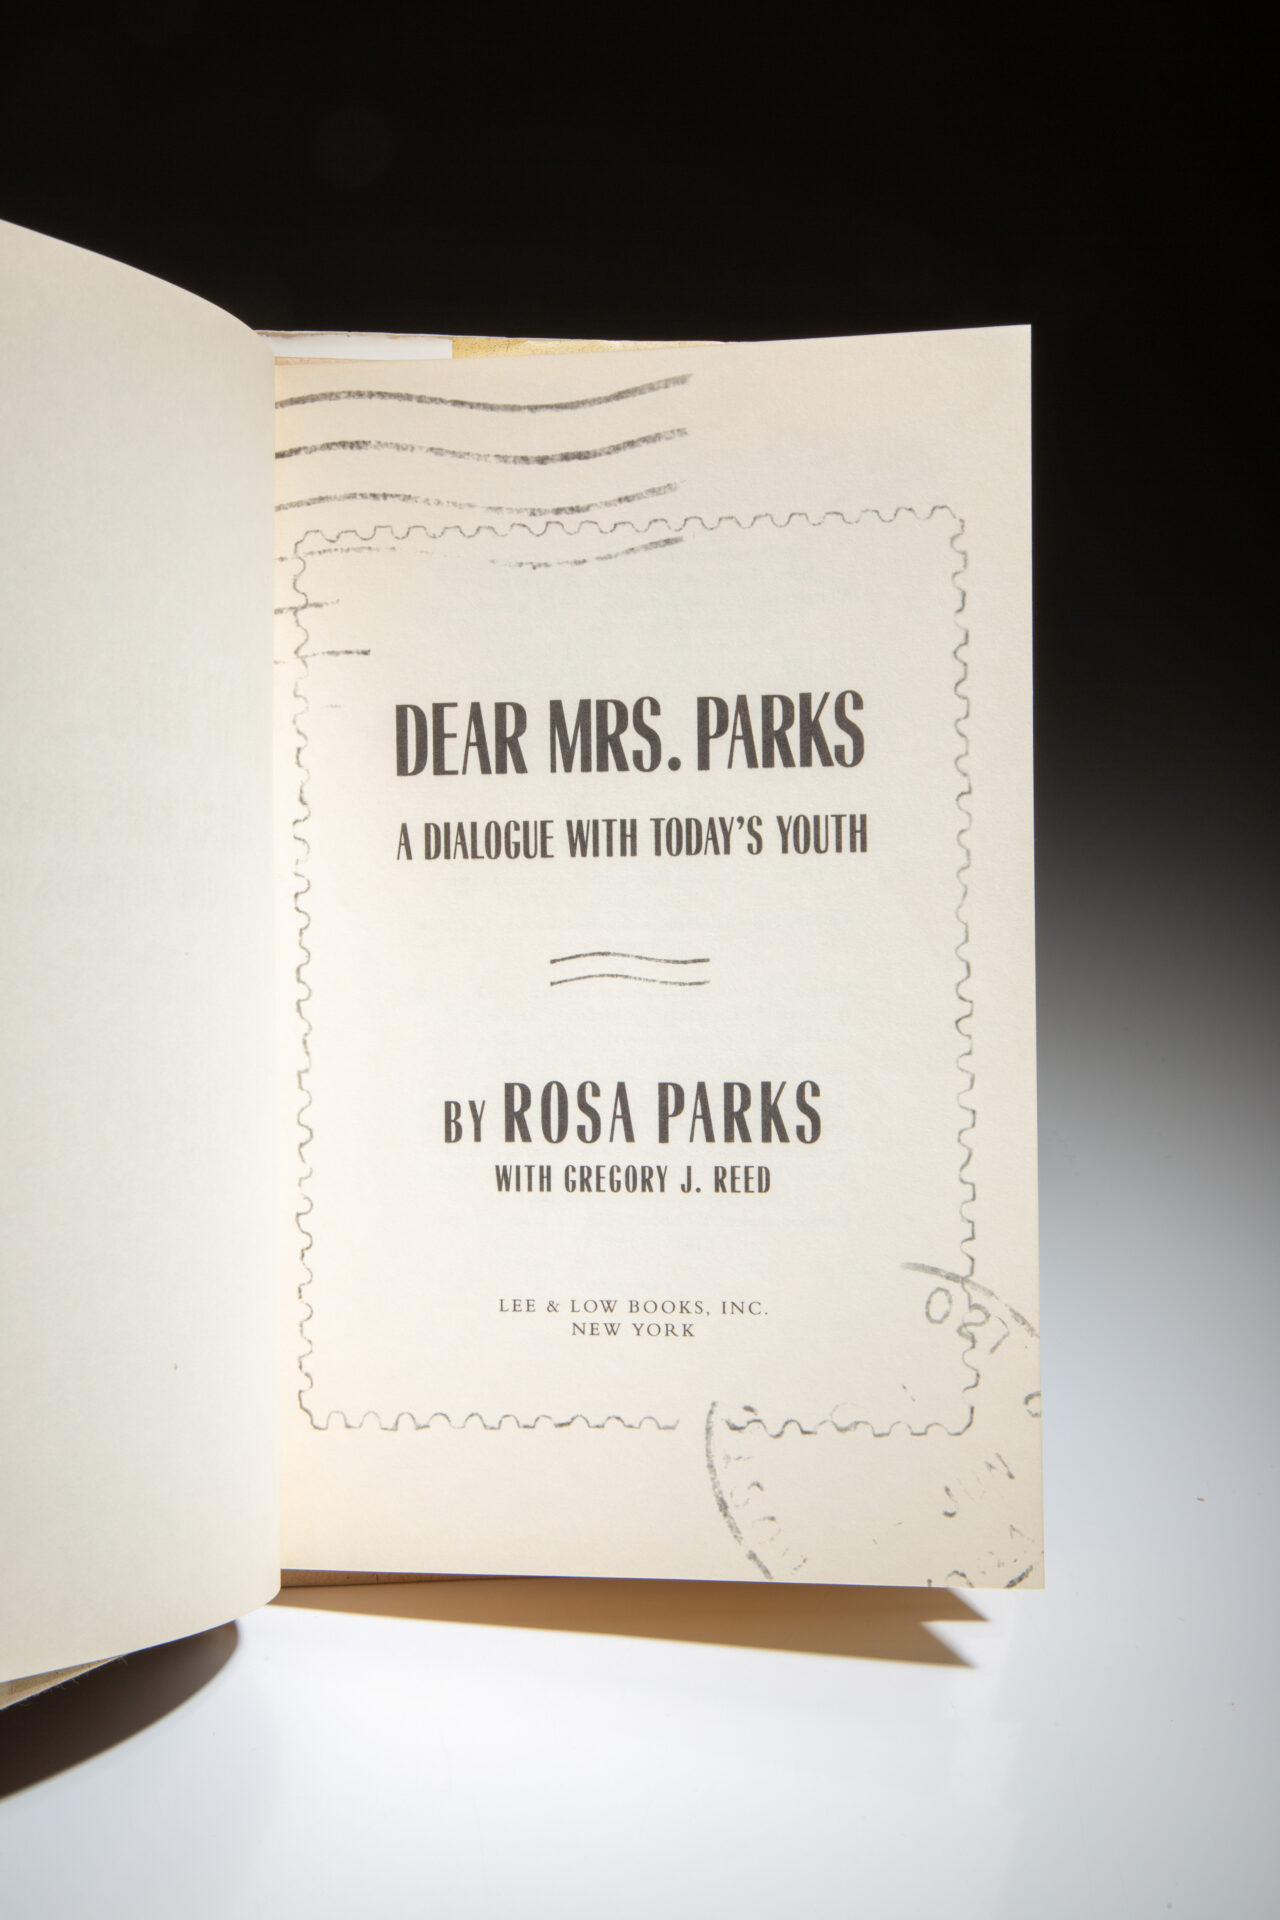 DEAR MRS. PARKS
A DIALOGUE WITH TODAY'S YOUTH
BY ROSA PARKS
WITH GREGORY J. REED
LEE & LOW BOOKS, INC.
NEW YORK